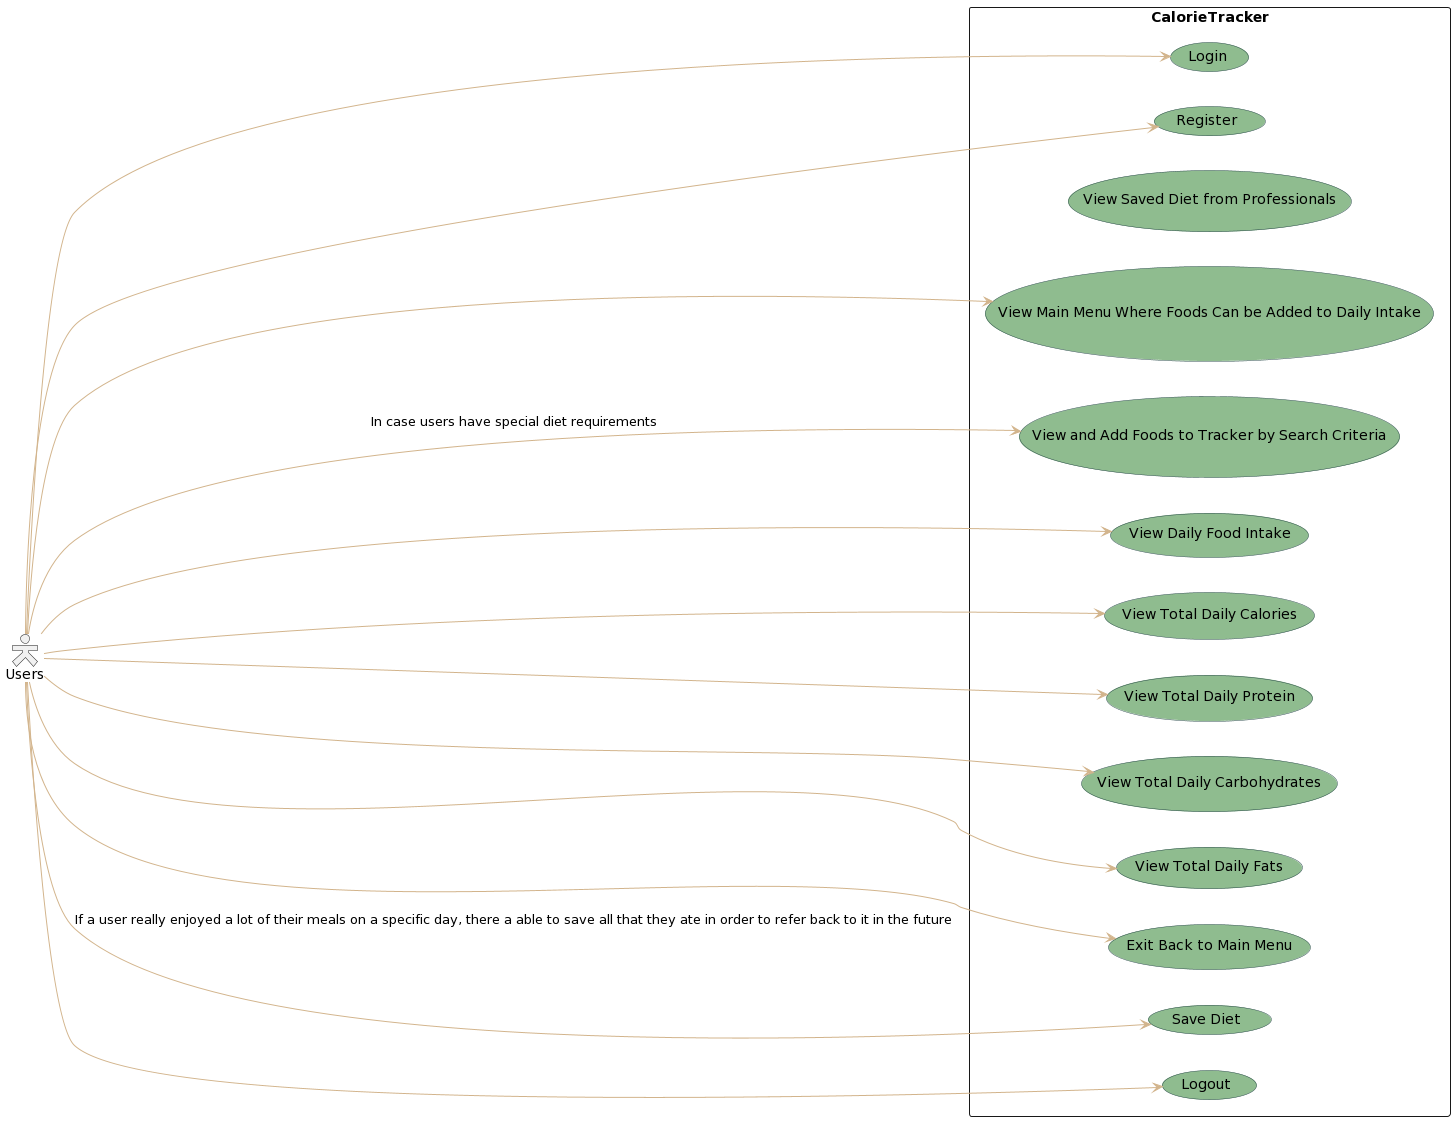 CalorieTracker
Login
Register
View Saved Diet from Professionals
View Main Menu Where Foods Can be Added to Daily Intake
In case users have special diet requirements
View and Add Foods to Tracker by Search Criteria
View Daily Food Intake
View Total Daily Calories
Users
View Total Daily Protein
View Total Daily Carbohydrates
View Total Daily Fats
If a user really enjoyed a lot of their meals on a specific day, there a able to save all that they ate in order to refer back to it in the future
Exit Back to Main Menu
Save Diet
Logout